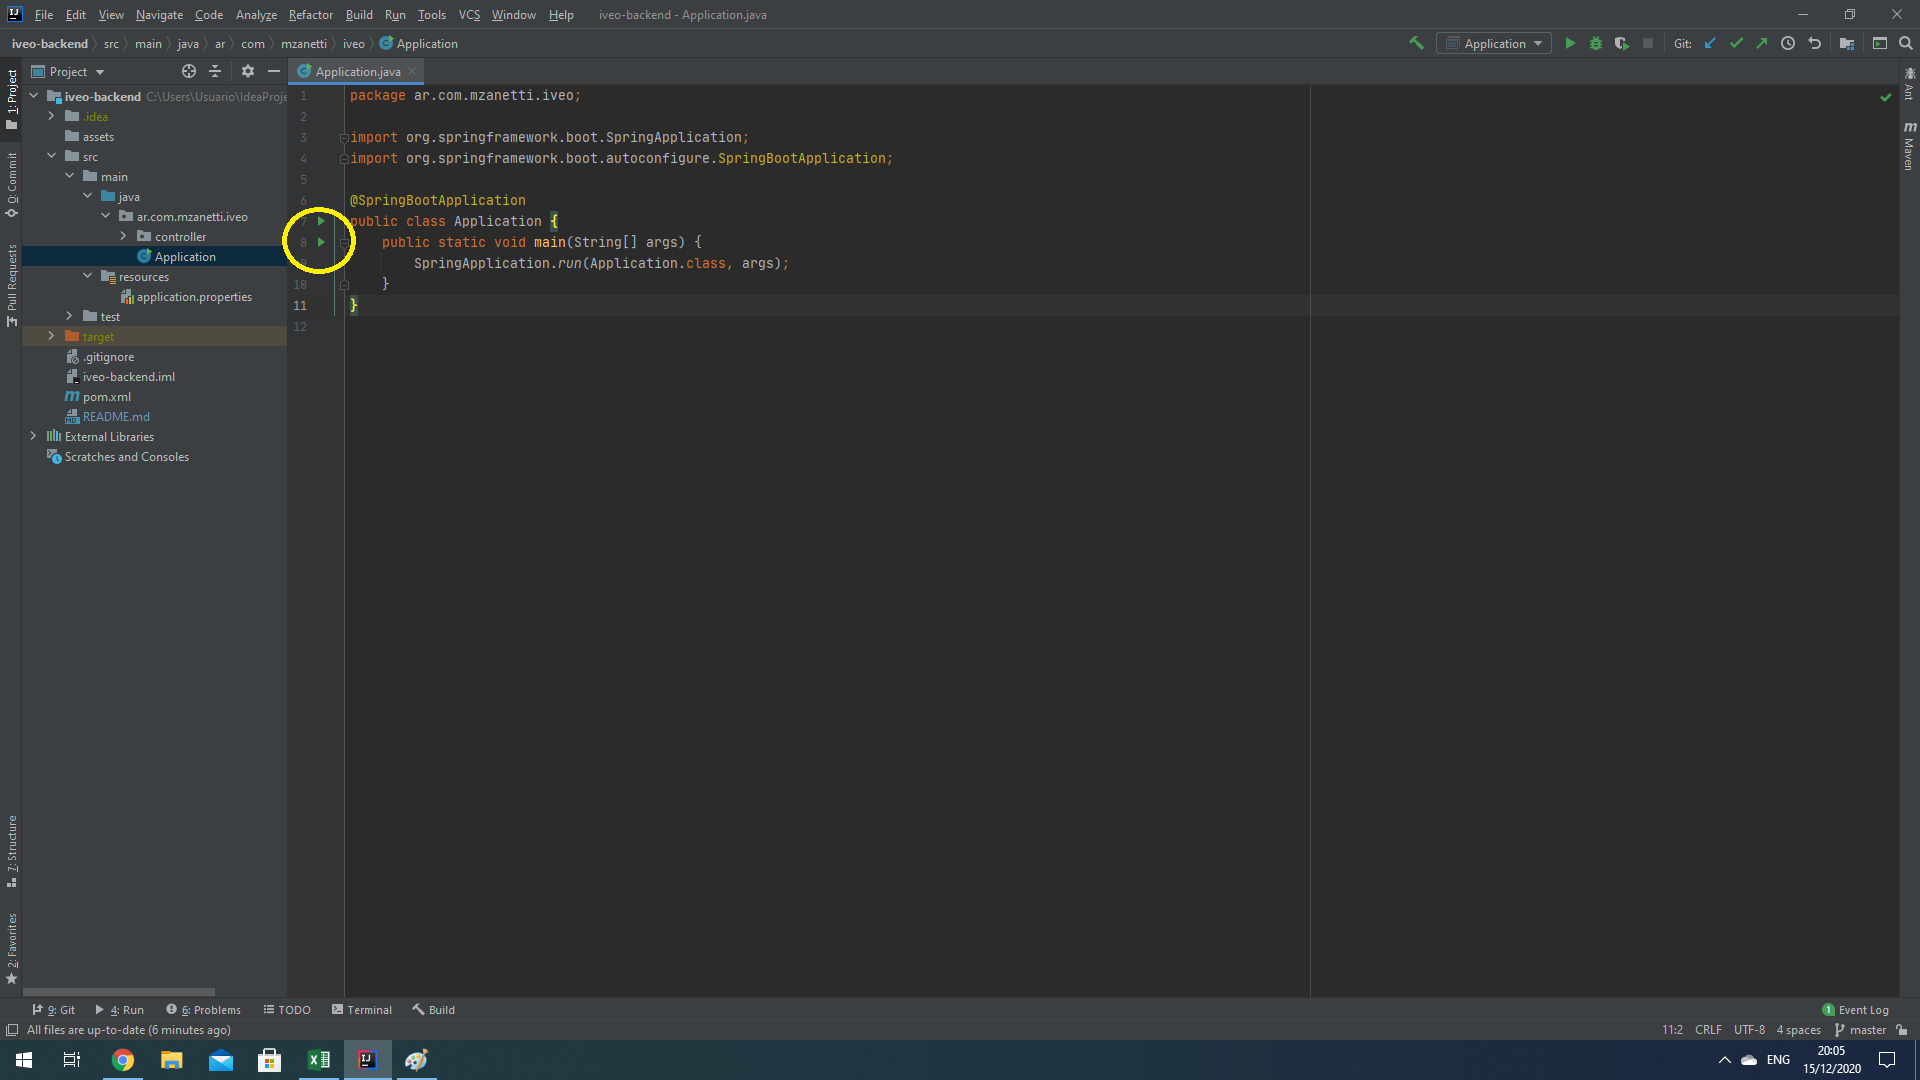 File Edit View Navigate Code Analyze Refactor Build Run Tools VCS Window Help iveo-backend - Application.java
iveo-backend src main java ar com mzanetti iveo Application
Application
Git:
Project
Application.java
iveo-backend C:\Users\Usuario\IdeaProje
.idea
assets
src
main
java
ar.com.mzanetti.iveo
controller
Application
resources
application.properties
test
target
.gitignore
iveo-backend.iml
pom.xml
README.md
External Libraries
Scratches and Consoles
1 package ar.com.mzanetti.iveo;
2
3 import org.springframework.boot.SpringApplication;
4 import org.springframework.boot.autoconfigure.SpringBootApplication;
5
6 @SpringBootApplication
7 public class Application {
8 public static void main(String[] args) {
9 SpringApplication.run(Application.class, args);
10 }
11 }
12
1: Project
0: Commit
Pull Requests
7: Structure
2: Favorites
Ant
Maven
9: Git 4: Run 6: Problems TODO Terminal Build
1 Event Log
All files are up-to-date (6 minutes ago)
11:2 CRLF UTF-8 4 spaces master
ENG
20:05
15/12/2020